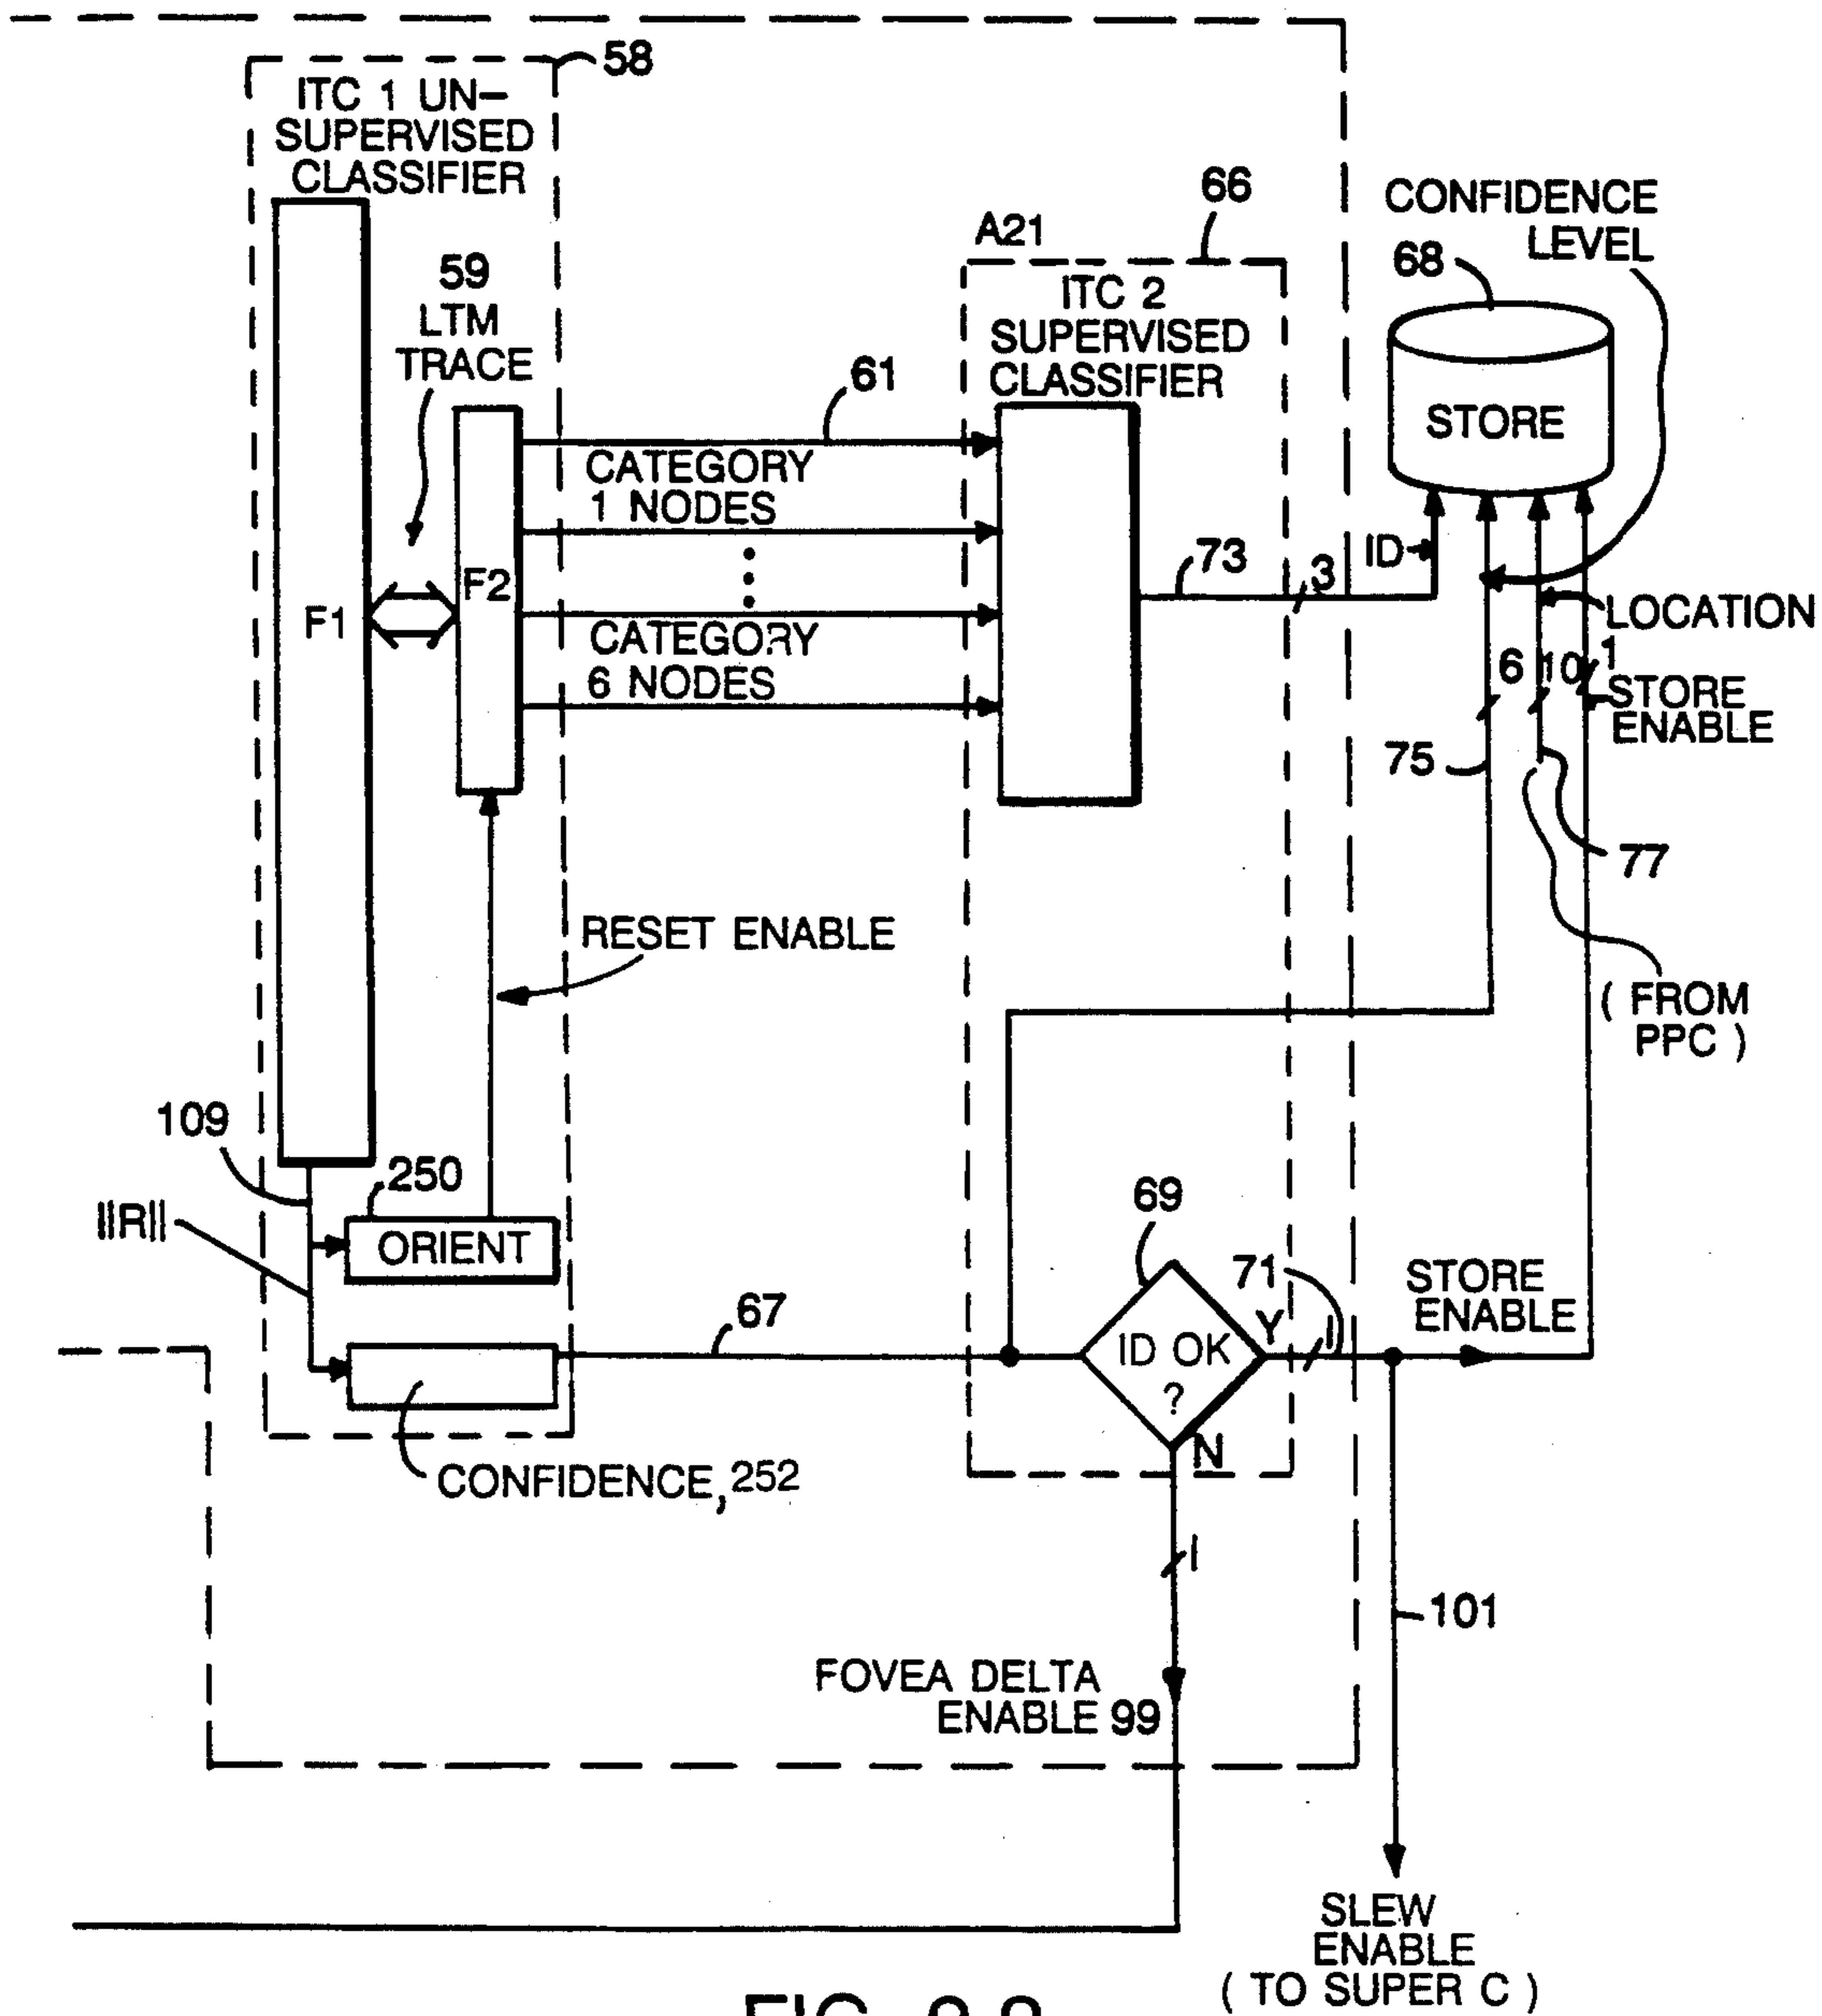 58
ITC 1 UN-
SUPERVISED
CLASSIFIER
66
CONFIDENCE
LEVEL
A21
68
59
LTM
TRACE
ITC 2
SUPERVISED
CLASSIFIER
61
STORE
CATEGORY
1 NODES
F1
F2
73
3
ID
LOCATION
CATEGORY
6 NODES
6
10
1
STORE
ENABLE
75
77
RESET ENABLE
( FROM
PPC )
109
250
||R||
ORIENT
69
71
STORE
ENABLE
67
Y
1
ID OK
?
N
CONFIDENCE, 252
1
101
FOVEA DELTA
ENABLE 99
SLEW
ENABLE
( TO SUPER C )